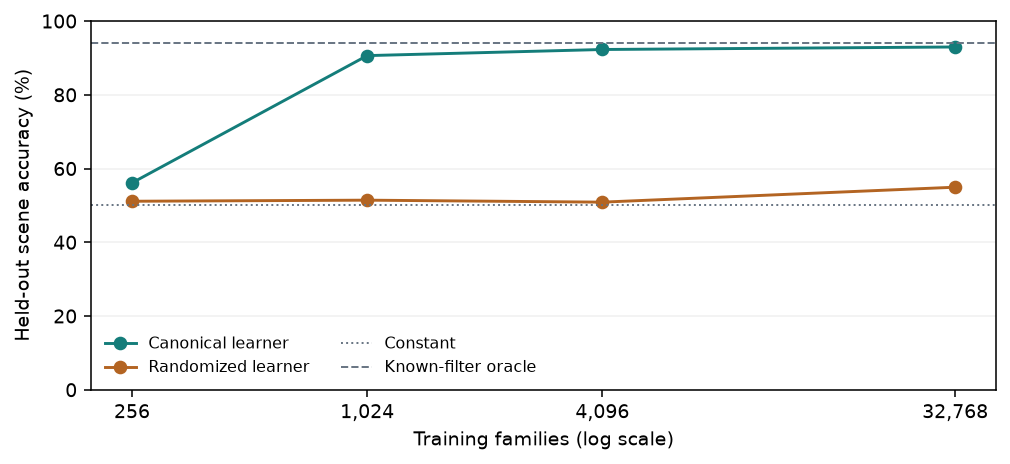 100
80
60
40
20
0
Held-out scene accuracy (%)
Canonical learner
Randomized learner
Constant
Known-filter oracle
256 1,024 4,096 32,768
Training families (log scale)